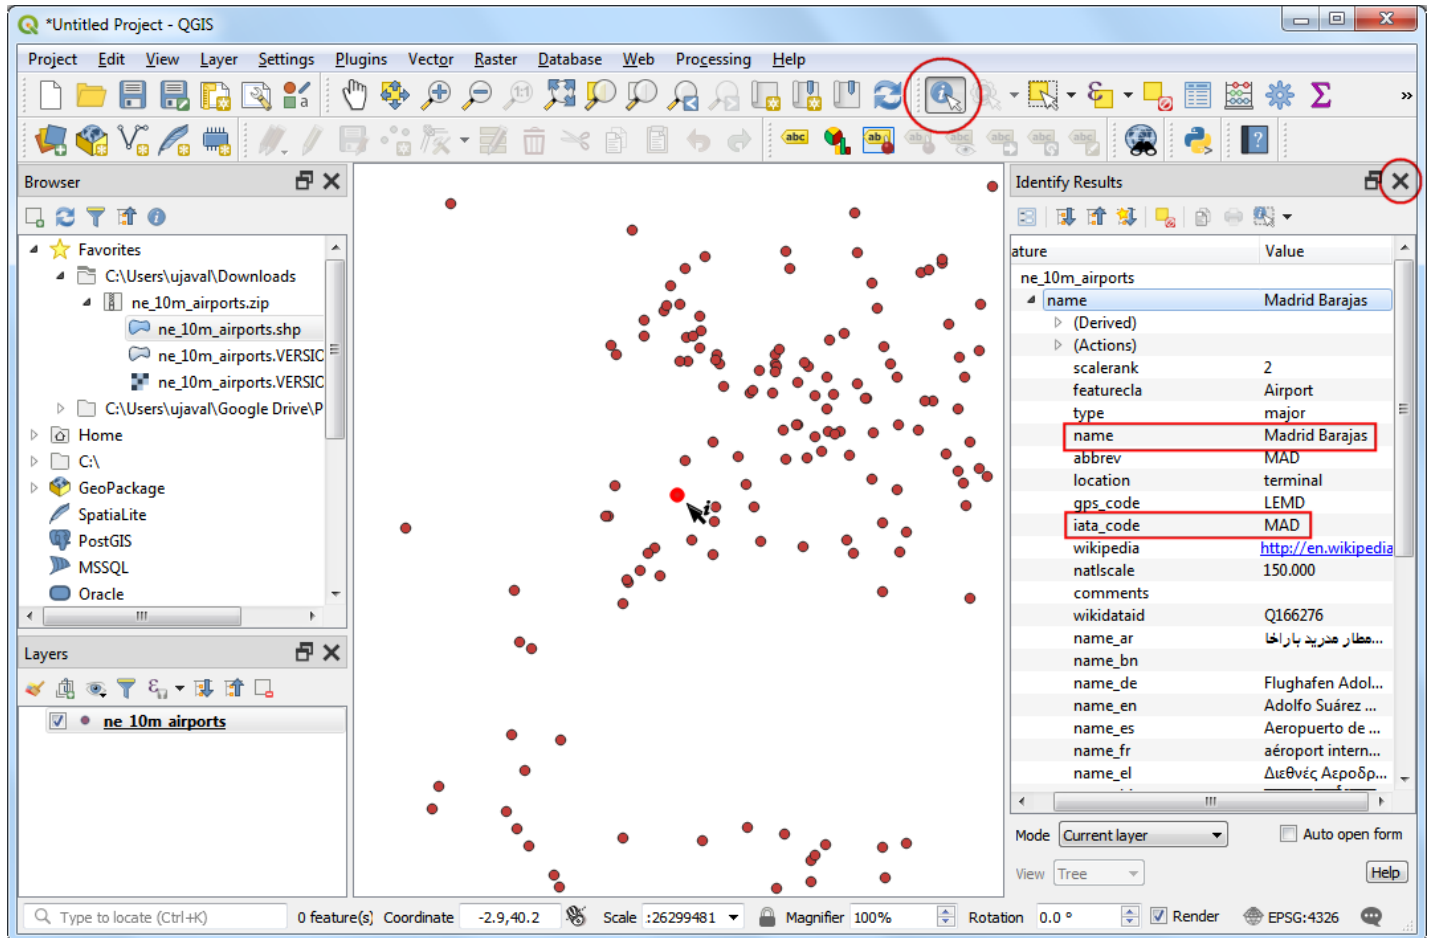 *Untitled Project - QGIS
Project Edit View Layer Settings Plugins Vector Raster Database Web Processing Help
Browser
Favorites
C:\Users\ujaval\Downloads
ne_10m_airports.zip
ne_10m_airports.shp
ne_10m_airports.VERSIC
ne_10m_airports.VERSIC
C:\Users\ujaval\Google Drive\P
Home
C:\
GeoPackage
SpatiaLite
PostGIS
MSSQL
Oracle
Layers
ne_10m_airports
Identify Results
ature Value
ne_10m_airports
name Madrid Barajas
(Derived)
(Actions)
scalerank 2
featurecla Airport
type major
name Madrid Barajas
abbrev MAD
location terminal
gps_code LEMD
iata_code MAD
wikipedia http://en.wikipedia
natlscale 150.000
comments
wikidataid Q166276
name_ar مطار مدريد باراخا...
name_bn
name_de Flughafen Adol...
name_en Adolfo Suárez ...
name_es Aeropuerto de ...
name_fr aéroport intern...
name_el Διεθνές Αεροδρ...
Mode Current layer Auto open form
View Tree Help
Type to locate (Ctrl+K) 0 feature(s) Coordinate -2.9,40.2 Scale :26299481 Magnifier 100% Rotation 0.0 ° Render EPSG:4326